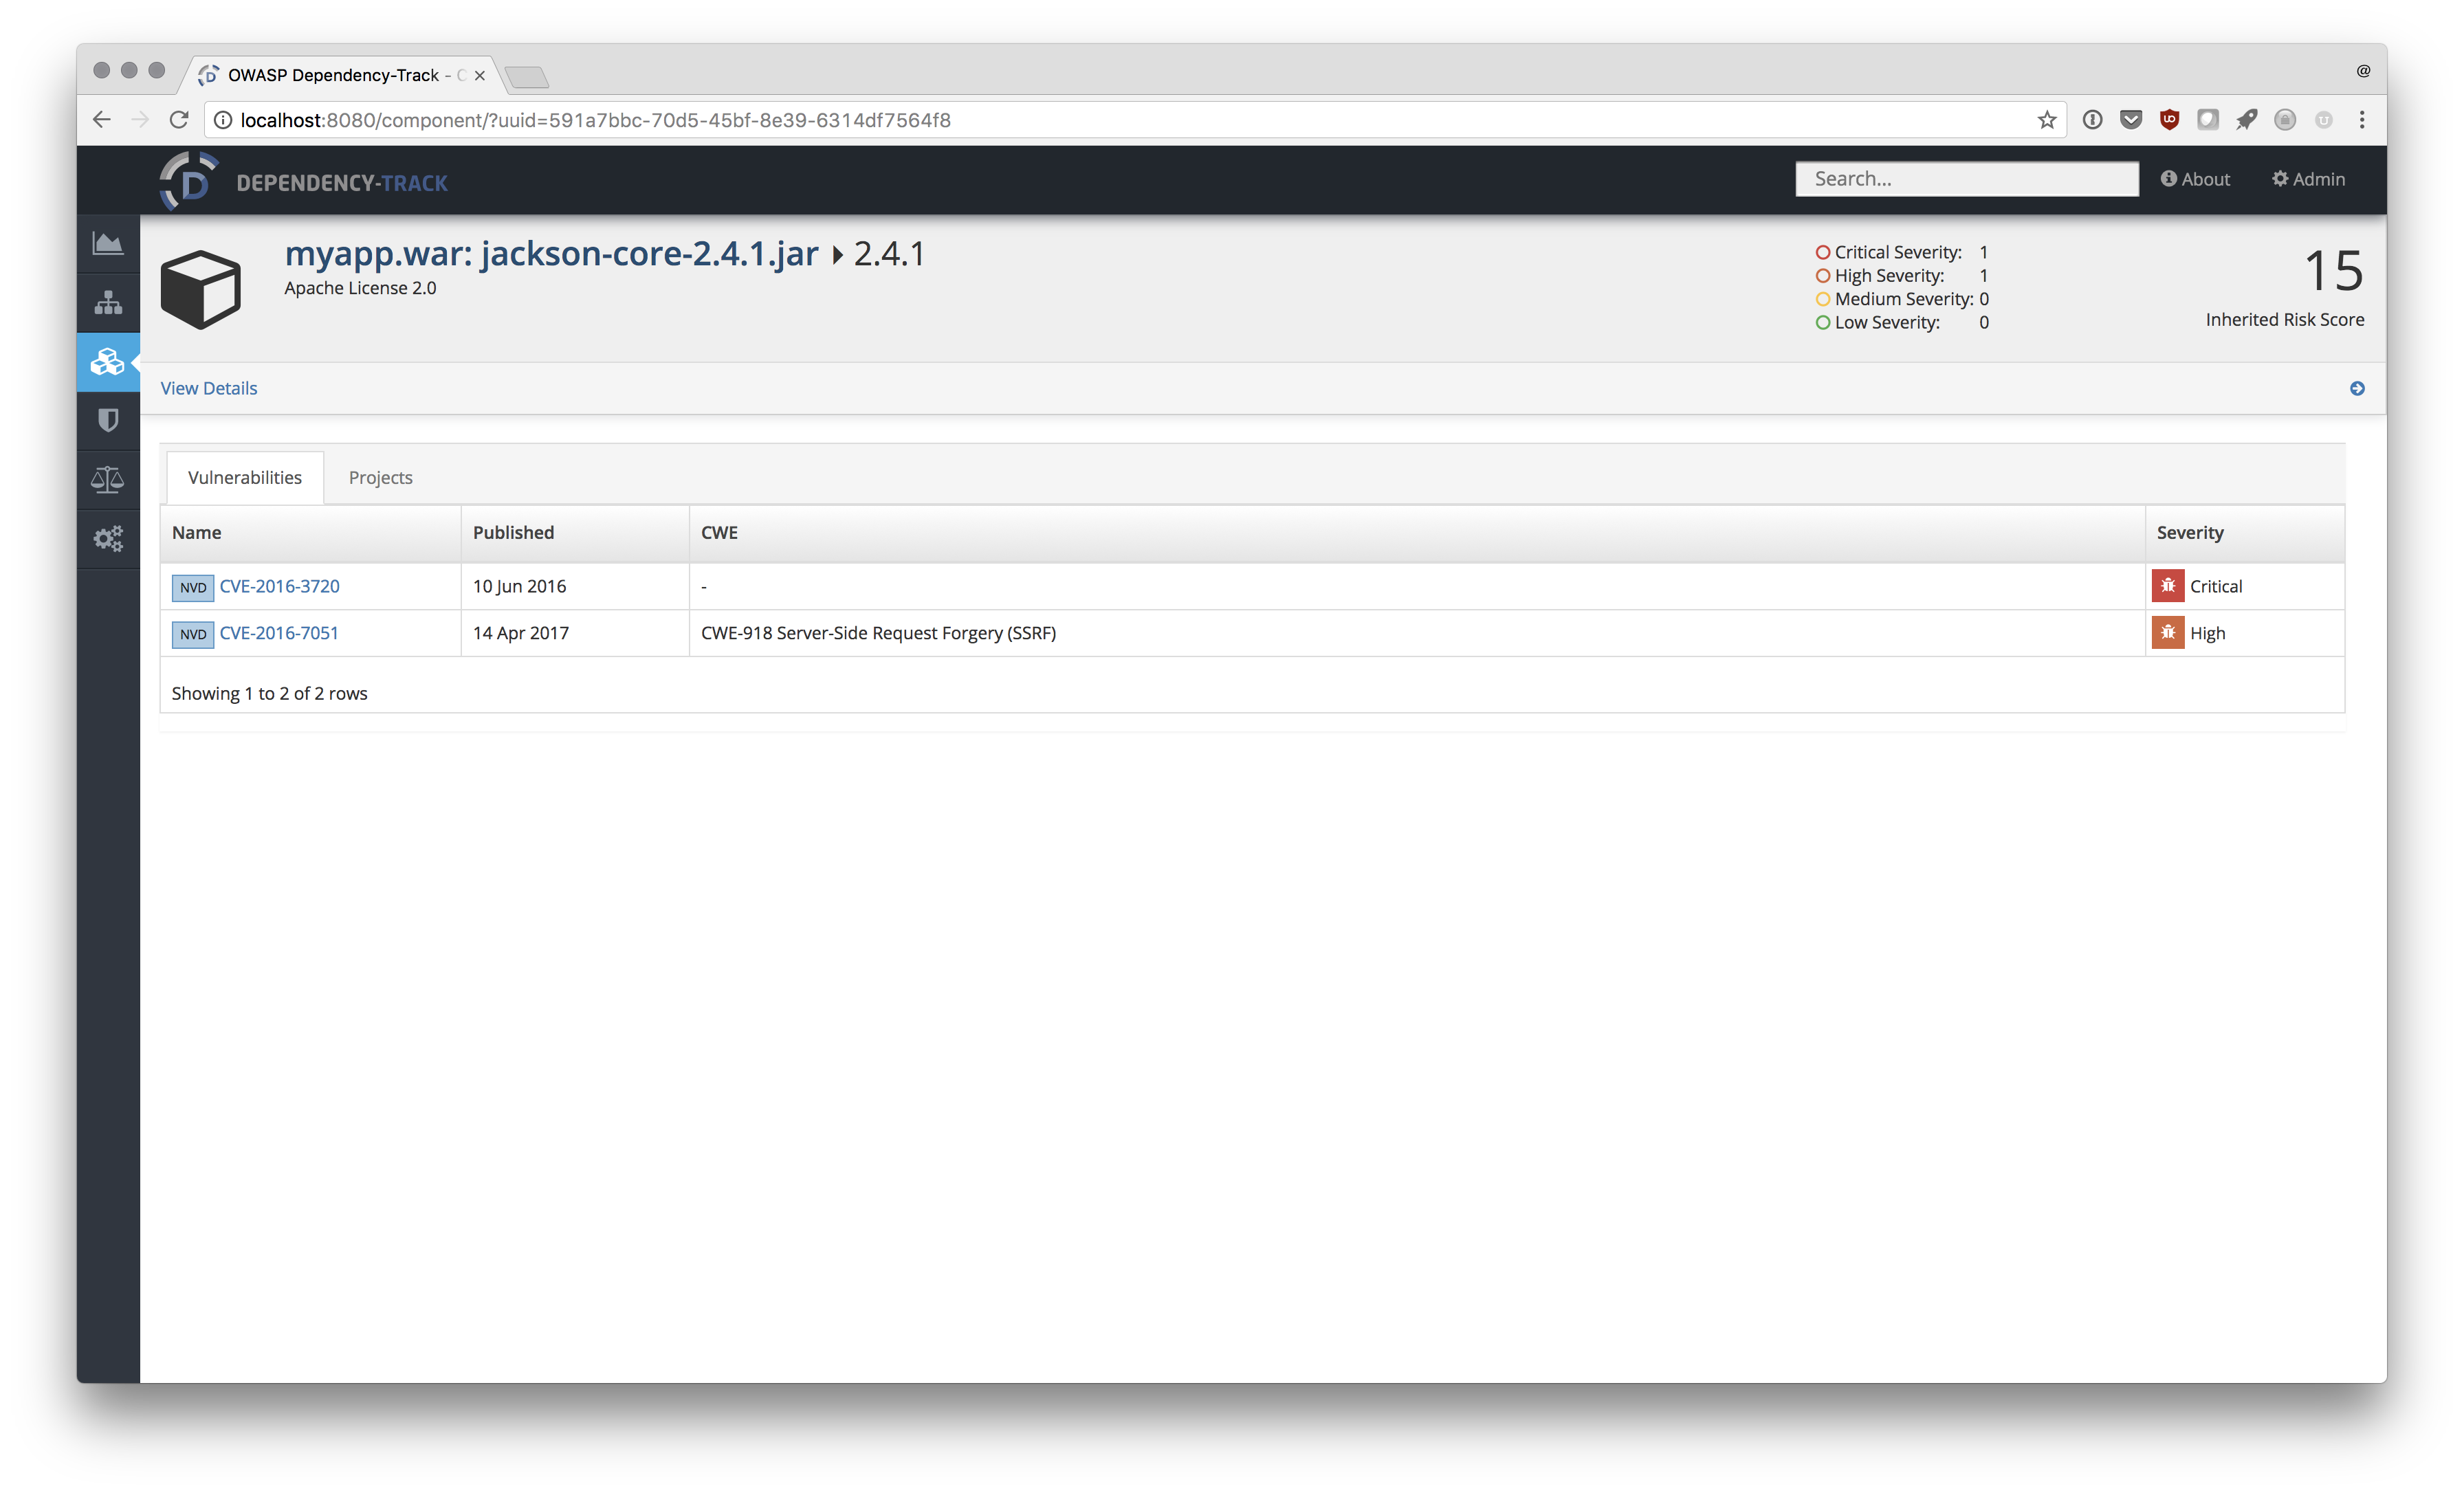 OWASP Dependency-Track - C
@
localhost:8080/component/?uuid=591a7bbc-70d5-45bf-8e39-6314df7564f8
D DEPENDENCY-TRACK
Search...
About
Admin
myapp.war: jackson-core-2.4.1.jar 2.4.1
Apache License 2.0
Critical Severity: 1
High Severity: 1
Medium Severity: 0
Low Severity: 0
15
Inherited Risk Score
View Details
Vulnerabilities Projects
Name Published CWE Severity
NVD CVE-2016-3720 10 Jun 2016 - Critical
NVD CVE-2016-7051 14 Apr 2017 CWE-918 Server-Side Request Forgery (SSRF) High
Showing 1 to 2 of 2 rows